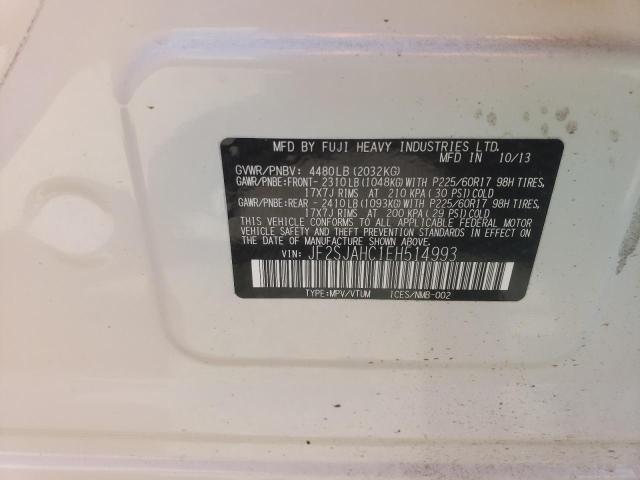 MFD BY FUJI HEAVY INDUSTRIES LTD.
MFD IN 10/13
GVWR/PNBV: 4480LB(2032KG)
GAWR/PNBE:FRONT- 2310LB(1048KG)WITH P225/60R17 98H TIRES,
17X7J RIMS AT 210 KPA(30 PSI)COLD
GAWR/PNBE:REAR - 2410LB(1093KG)WITH P225/60R17 98H TIRES,
17X7J RIMS AT 200 KPA(29 PSI)COLD
THIS VEHICLE CONFORMS TO ALL APPLICABLE FEDERAL MOTOR
VEHICLE SAFETY AND THEFT PREVENTION STANDARDS IN EFFECT
ON THE DATE OF MANUFACTURE SHOWN ABOVE.
VIN: JF2SJAHC1EH514993
TYPE:MPV/VTUM ICES/NMB-002